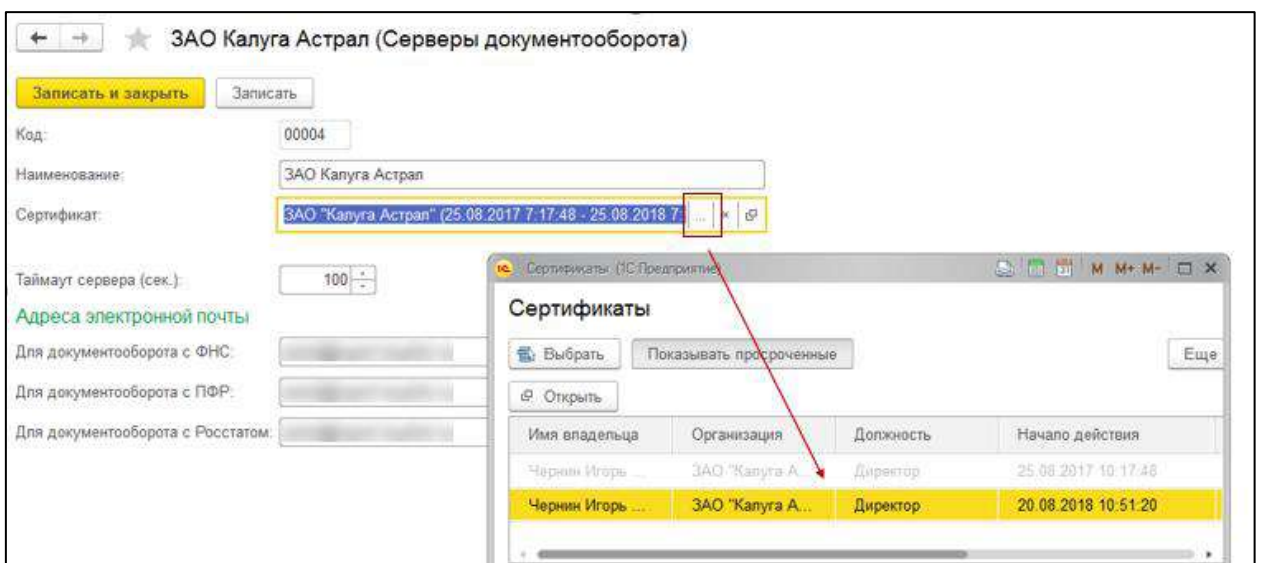 ЗАО Калуга Астрал (Серверы документооборота)
Записать и закрыть Записать
Код: 00004
Наименование: ЗАО Калуга Астрал
Сертификат: ЗАО "Калуга Астрал" (25.08.2017 7:17:48 - 25.08.2018 7 ...
Таймаут сервера (сек.): 100
Адреса электронной почты
Для документооборота с ФНС:
Для документооборота с ПФР:
Для документооборота с Росстатом:
Сертификаты (1С:Предприятие)
M M+ M-
Сертификаты
Выбрать Показывать просроченные Еще
Открыть
Имя владельца Организация Должность Начало действия
Чернин Игорь ... ЗАО "Калуга А... Директор 25.08.2017 10:17:48
Чернин Игорь ... ЗАО "Калуга А... Директор 20.08.2018 10:51:20